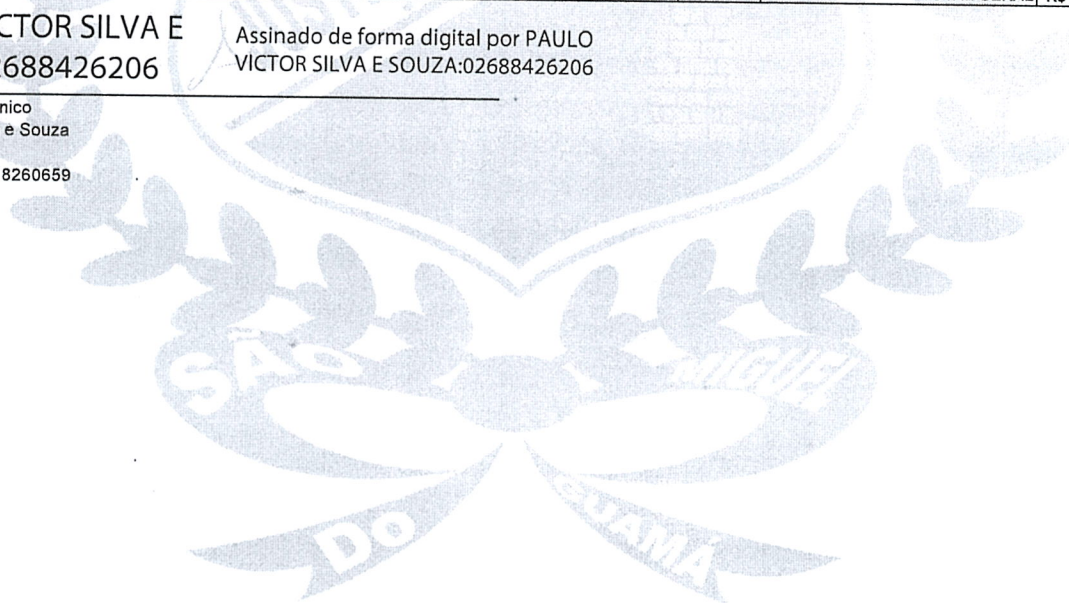 CTOR SILVA E
2688426206
Assinado de forma digital por PAULO
VICTOR SILVA E SOUZA:02688426206
nico
e Souza
8260659
SÃO
MIGUEL
DO
GUAMÁ